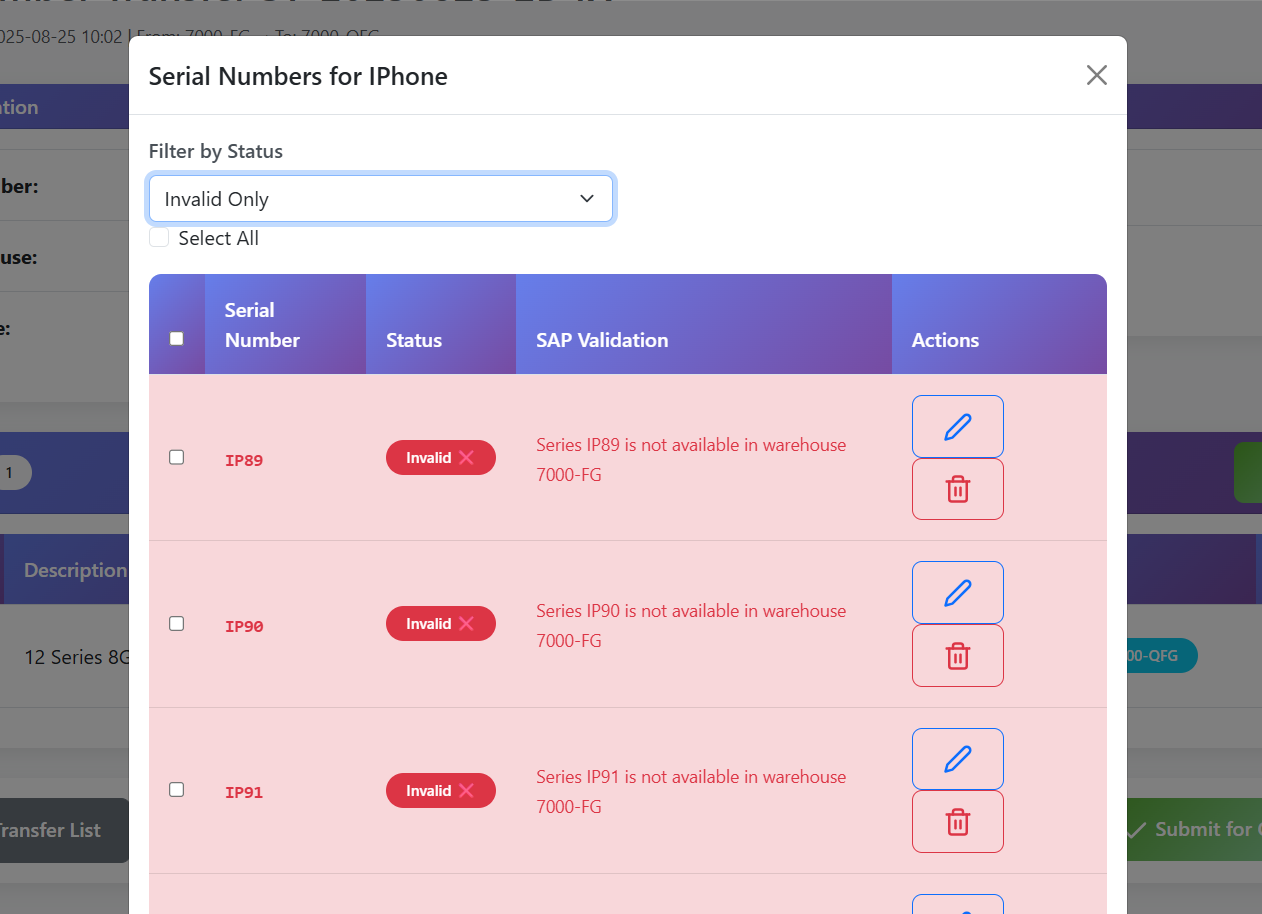 025-08-25 10:02 | From: 7000-FG → To: 7000-QFG
Serial Numbers for IPhone
Filter by Status
Invalid Only
Select All
Serial
Number
Status
SAP Validation
Actions
IP89
Invalid
Series IP89 is not available in warehouse
7000-FG
IP90
Invalid
Series IP90 is not available in warehouse
7000-FG
IP91
Invalid
Series IP91 is not available in warehouse
7000-FG
ation
ber:
use:
e:
1
Description
12 Series 8G
00-QFG
Transfer List
Submit for